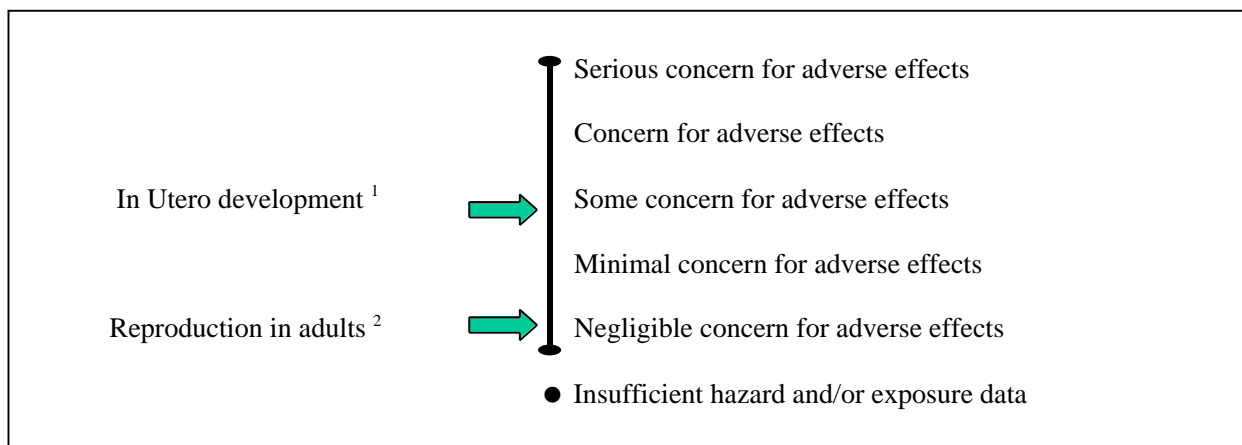 Serious concern for adverse effects
Concern for adverse effects
In Utero development 1
Some concern for adverse effects
Minimal concern for adverse effects
Reproduction in adults 2
Negligible concern for adverse effects
Insufficient hazard and/or exposure data